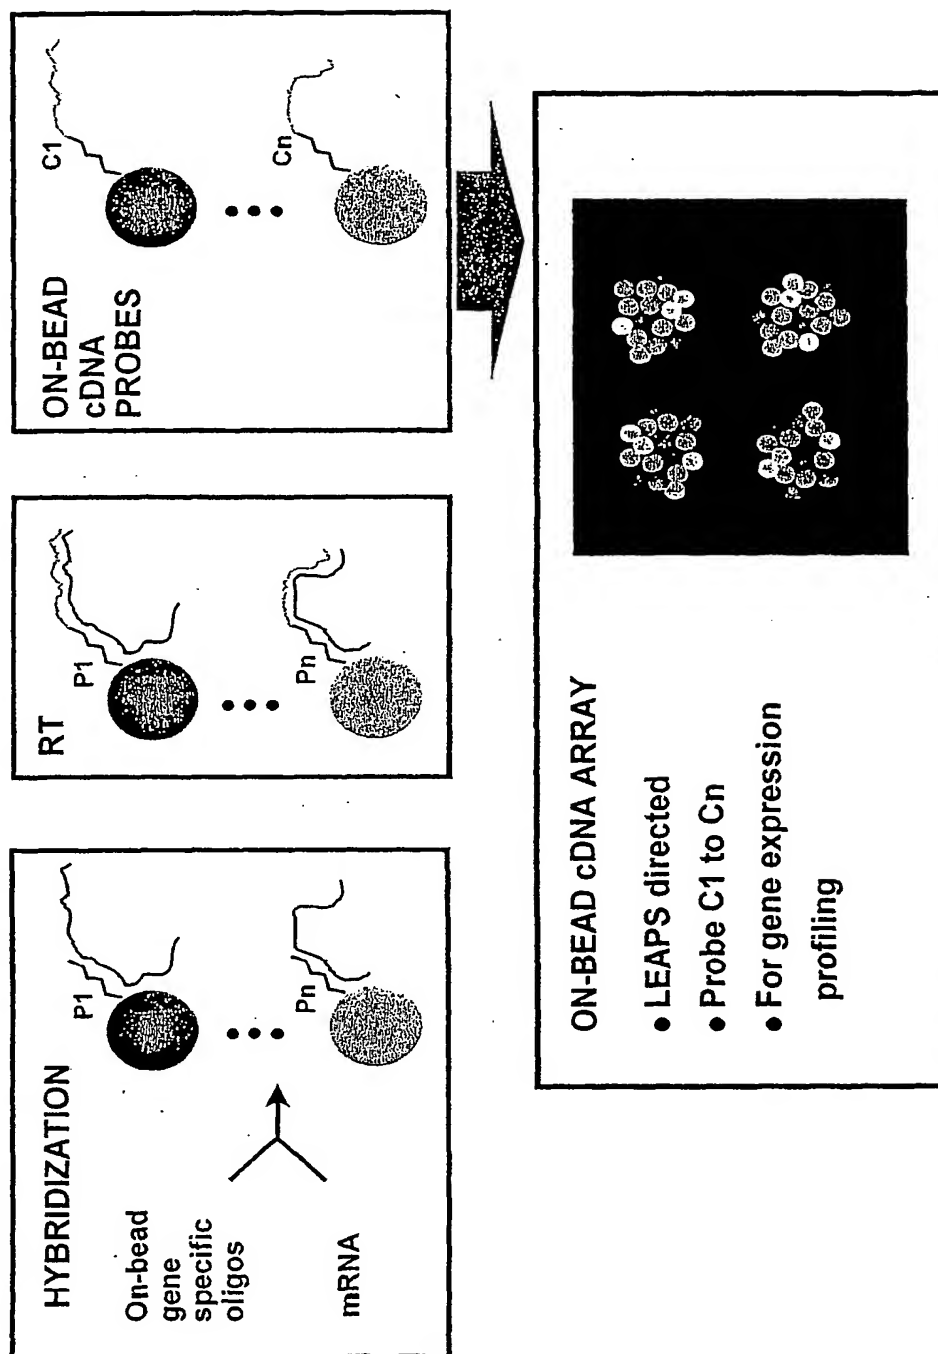 HYBRIDIZATION
On-bead
gene
specific
oligos
mRNA
P1
Pn
RT
P1
Pn
ON-BEAD
cDNA
PROBES
C1
Cn
ON-BEAD cDNA ARRAY
● LEAPS directed
● Probe C1 to Cn
● For gene expression
profiling